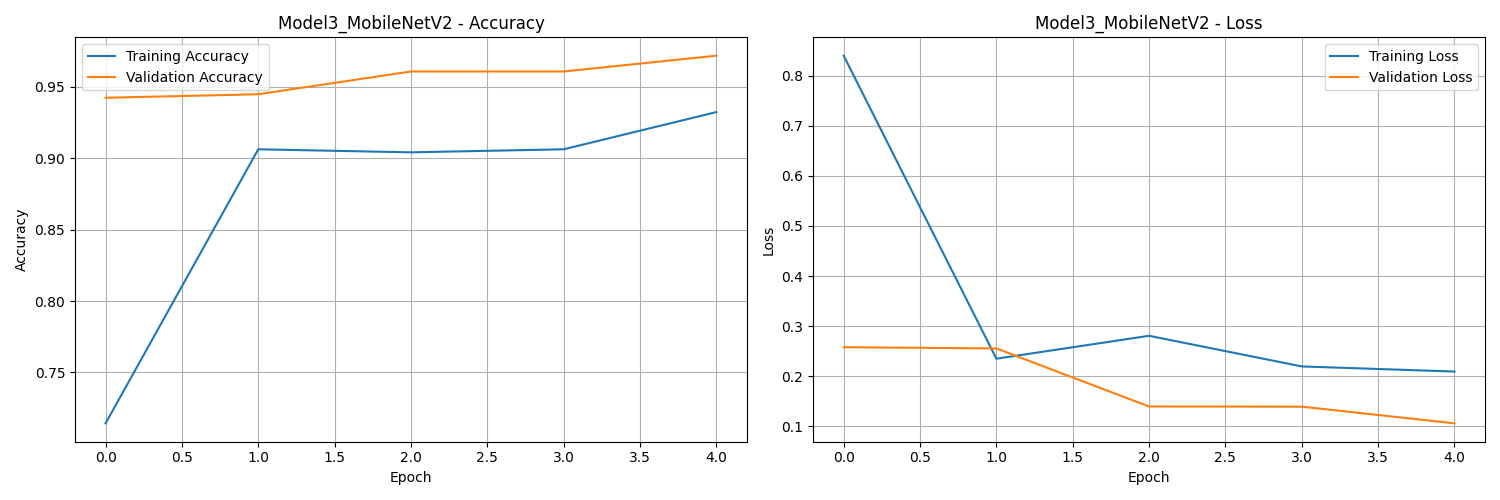 Model3_MobileNetV2 - Accuracy
Training Accuracy
Validation Accuracy
0.95
0.90
0.85
0.80
0.75
Accuracy
0.0 0.5 1.0 1.5 2.0 2.5 3.0 3.5 4.0
Epoch
Model3_MobileNetV2 - Loss
Training Loss
Validation Loss
0.8
0.7
0.6
0.5
0.4
0.3
0.2
0.1
Loss
0.0 0.5 1.0 1.5 2.0 2.5 3.0 3.5 4.0
Epoch